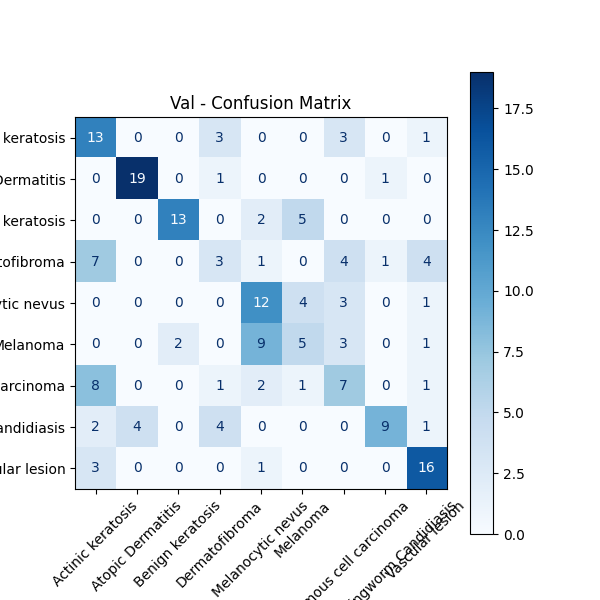 Val - Confusion Matrix
keratosis 13 0 0 3 0 0 3 0 1
Dermatitis 0 19 0 1 0 0 0 1 0
keratosis 0 0 13 0 2 5 0 0 0
tofibroma 7 0 0 3 1 0 4 1 4
tic nevus 0 0 0 0 12 4 3 0 1
Melanoma 0 0 2 0 9 5 3 0 1
arcinoma 8 0 0 1 2 1 7 0 1
andidiasis 2 4 0 4 0 0 0 9 1
ular lesion 3 0 0 0 1 0 0 0 16
Actinic keratosis
Atopic Dermatitis
Benign keratosis
Dermatofibroma
Melanocytic nevus
Melanoma
mous cell carcinoma
ngworm Candidiasis
Vascular lesion
17.5
15.0
12.5
10.0
7.5
5.0
2.5
0.0